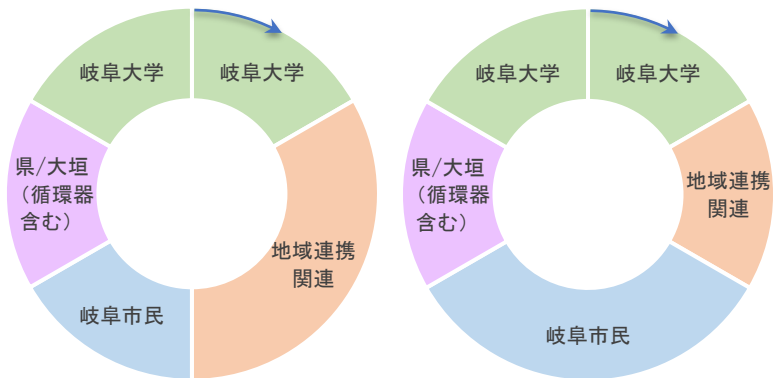 岐阜大学
岐阜大学
地域連携
関連
岐阜市民
県/大垣
（循環器
含む）
岐阜大学
岐阜大学
地域連携
関連
岐阜市民
県/大垣
（循環器
含む）